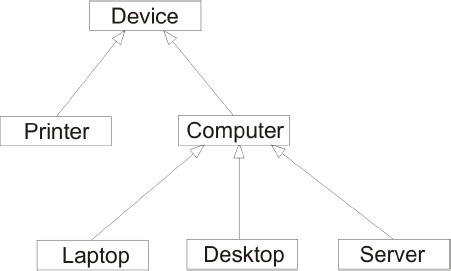 Device
Printer
Computer
Laptop
Desktop
Server